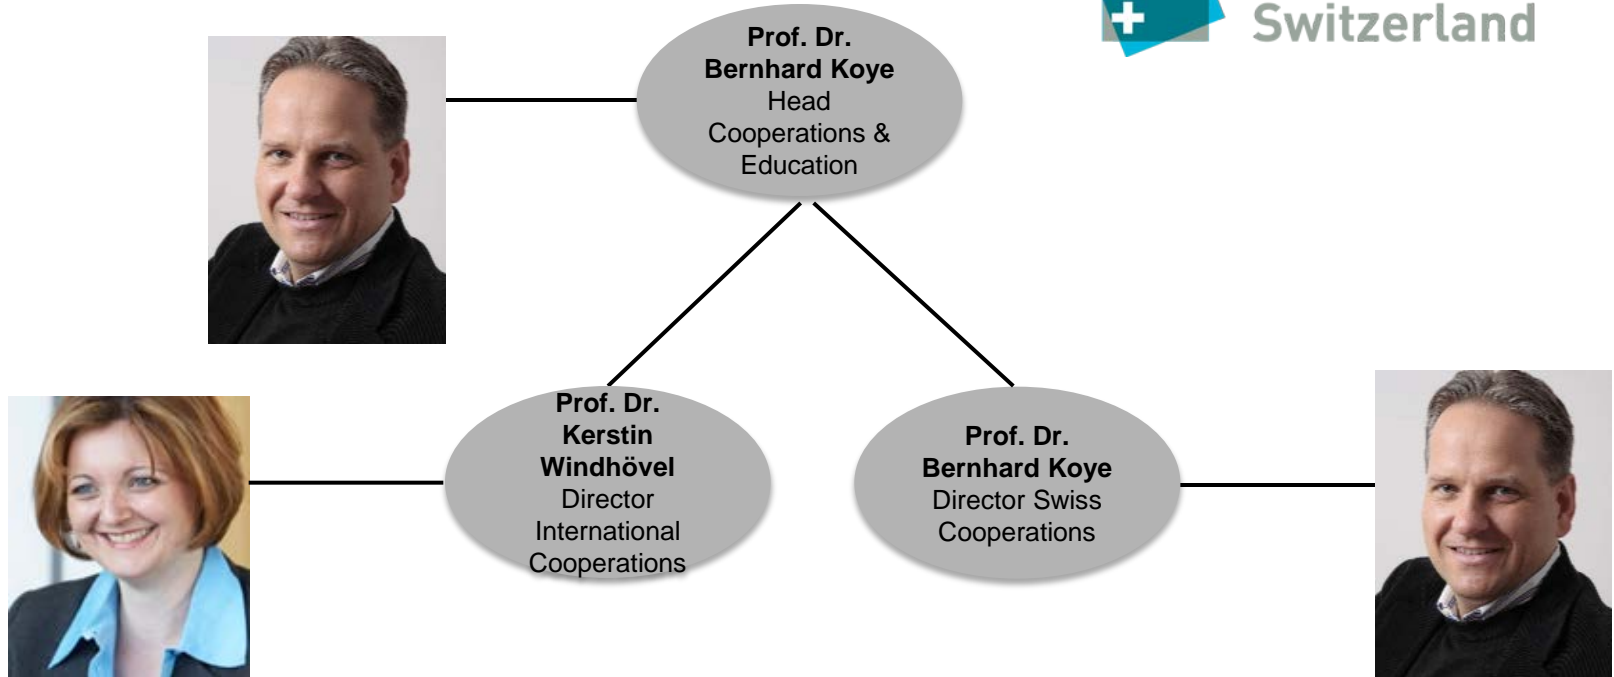 Switzerland
Prof. Dr.
Bernhard Koye
Head
Cooperations &
Education
Prof. Dr.
Kerstin
Windhövel
Director
International
Cooperations
Prof. Dr.
Bernhard Koye
Director Swiss
Cooperations